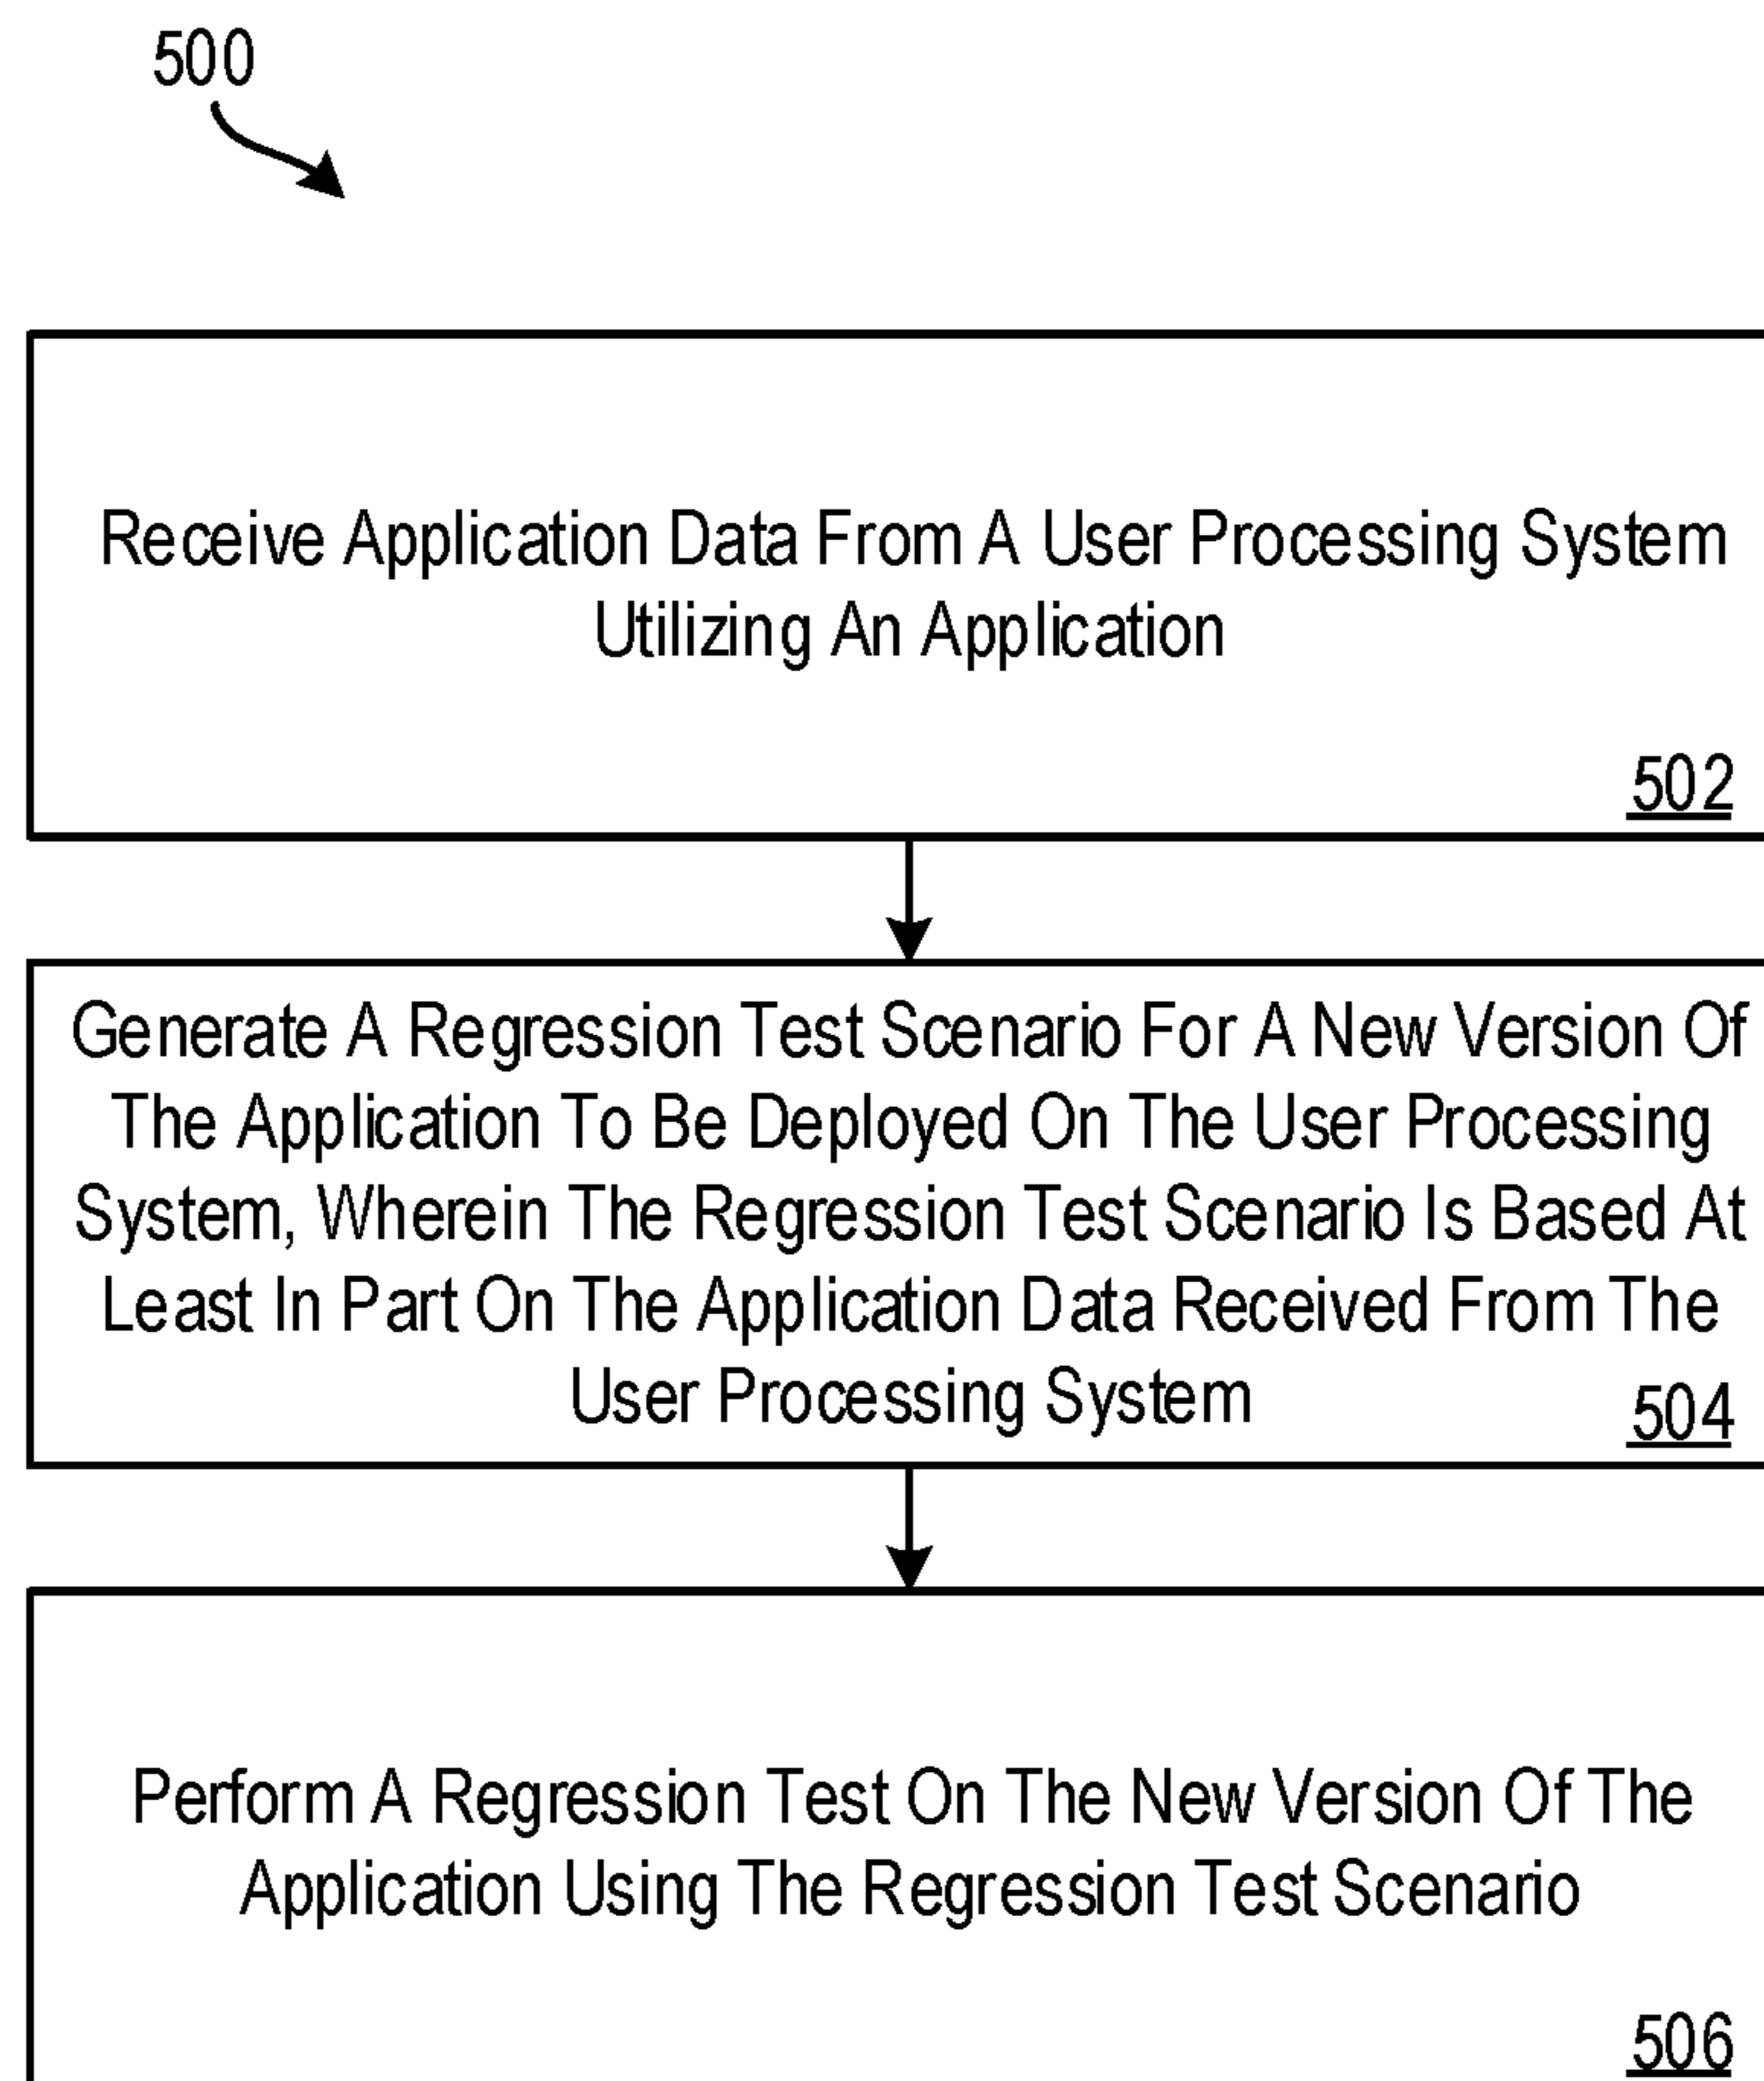 500
Receive Application Data From A User Processing System
Utilizing An Application
502
Generate A Regression Test Scenario For A New Version Of
The Application To Be Deployed On The User Processing
System, Wherein The Regression Test Scenario Is Based At
Least In Part On The Application Data Received From The
User Processing System
504
Perform A Regression Test On The New Version Of The
Application Using The Regression Test Scenario
506